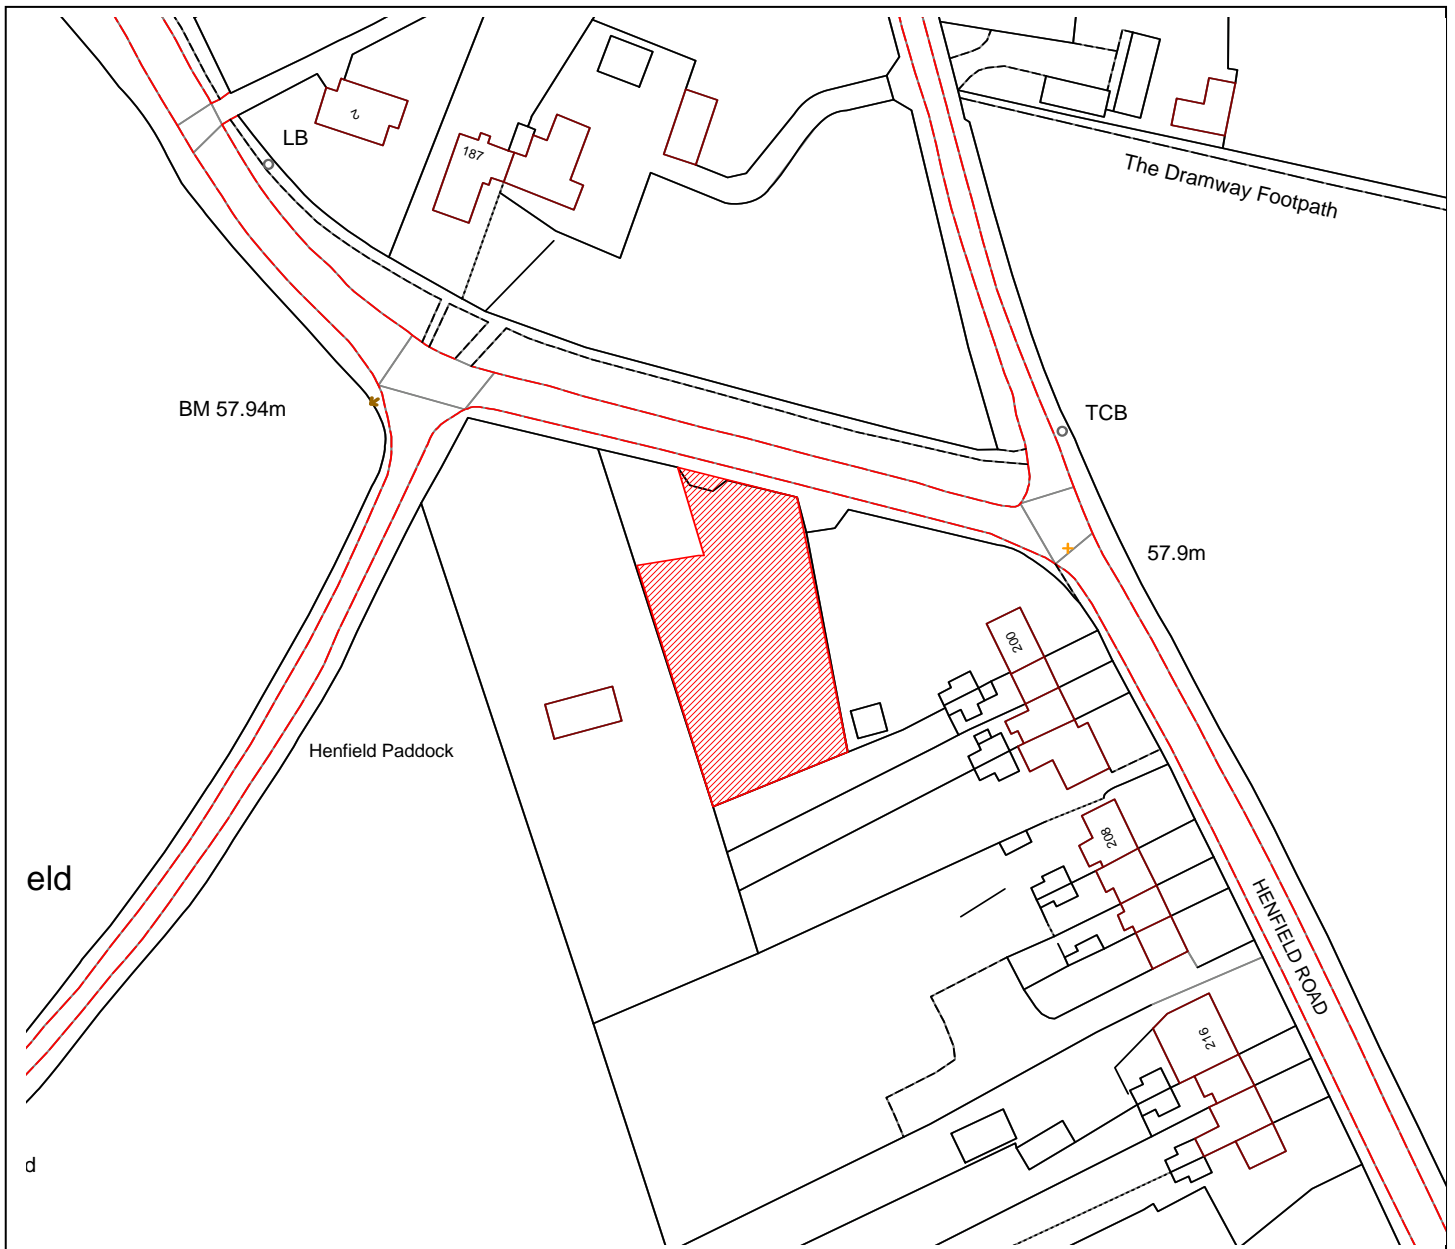 2
LB
187
The Dramway Footpath
BM 57.94m
TCB
57.9m
200
Henfield Paddock
208
eld
HENFIELD ROAD
216
d